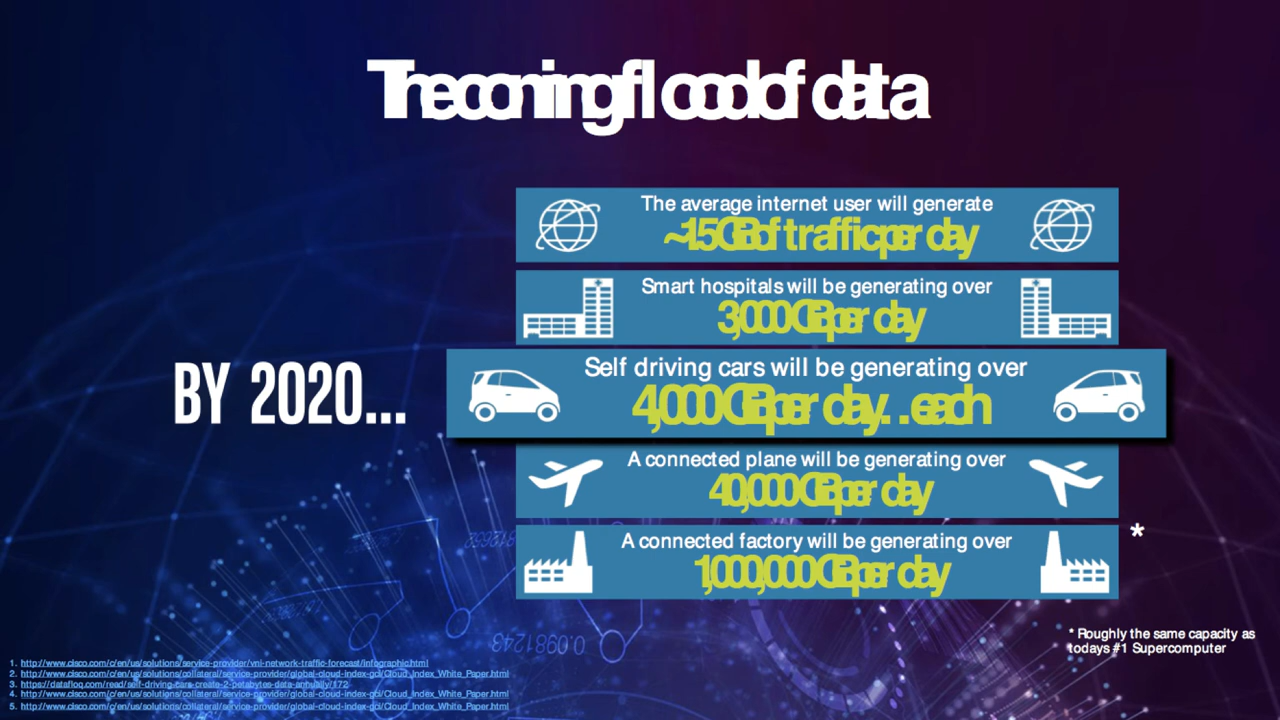 The coming flood of data
The average internet user will generate
~1.5 GB of traffic per day
Smart hospitals will be generating over
3,000 GB per day
BY 2020...
Self driving cars will be generating over
4,000 GB per day... each
A connected plane will be generating over
40,000 GB per day
A connected factory will be generating over
1,000,000 GB per day
*
* Roughly the same capacity as
todays #1 Supercomputer
0.0981243
1. http://www.cisco.com/c/en/us/solutions/service-provider/vni-network-traffic-forecast/infographic.html
2. http://www.cisco.com/c/en/us/solutions/collateral/service-provider/global-cloud-index-gci/Cloud_Index_White_Paper.html
3. https://datafloq.com/read/self-driving-cars-create-2-petabytes-data-annually/172
4. http://www.cisco.com/c/en/us/solutions/collateral/service-provider/global-cloud-index-gci/Cloud_Index_White_Paper.html
5. http://www.cisco.com/c/en/us/solutions/collateral/service-provider/global-cloud-index-gci/Cloud_Index_White_Paper.html